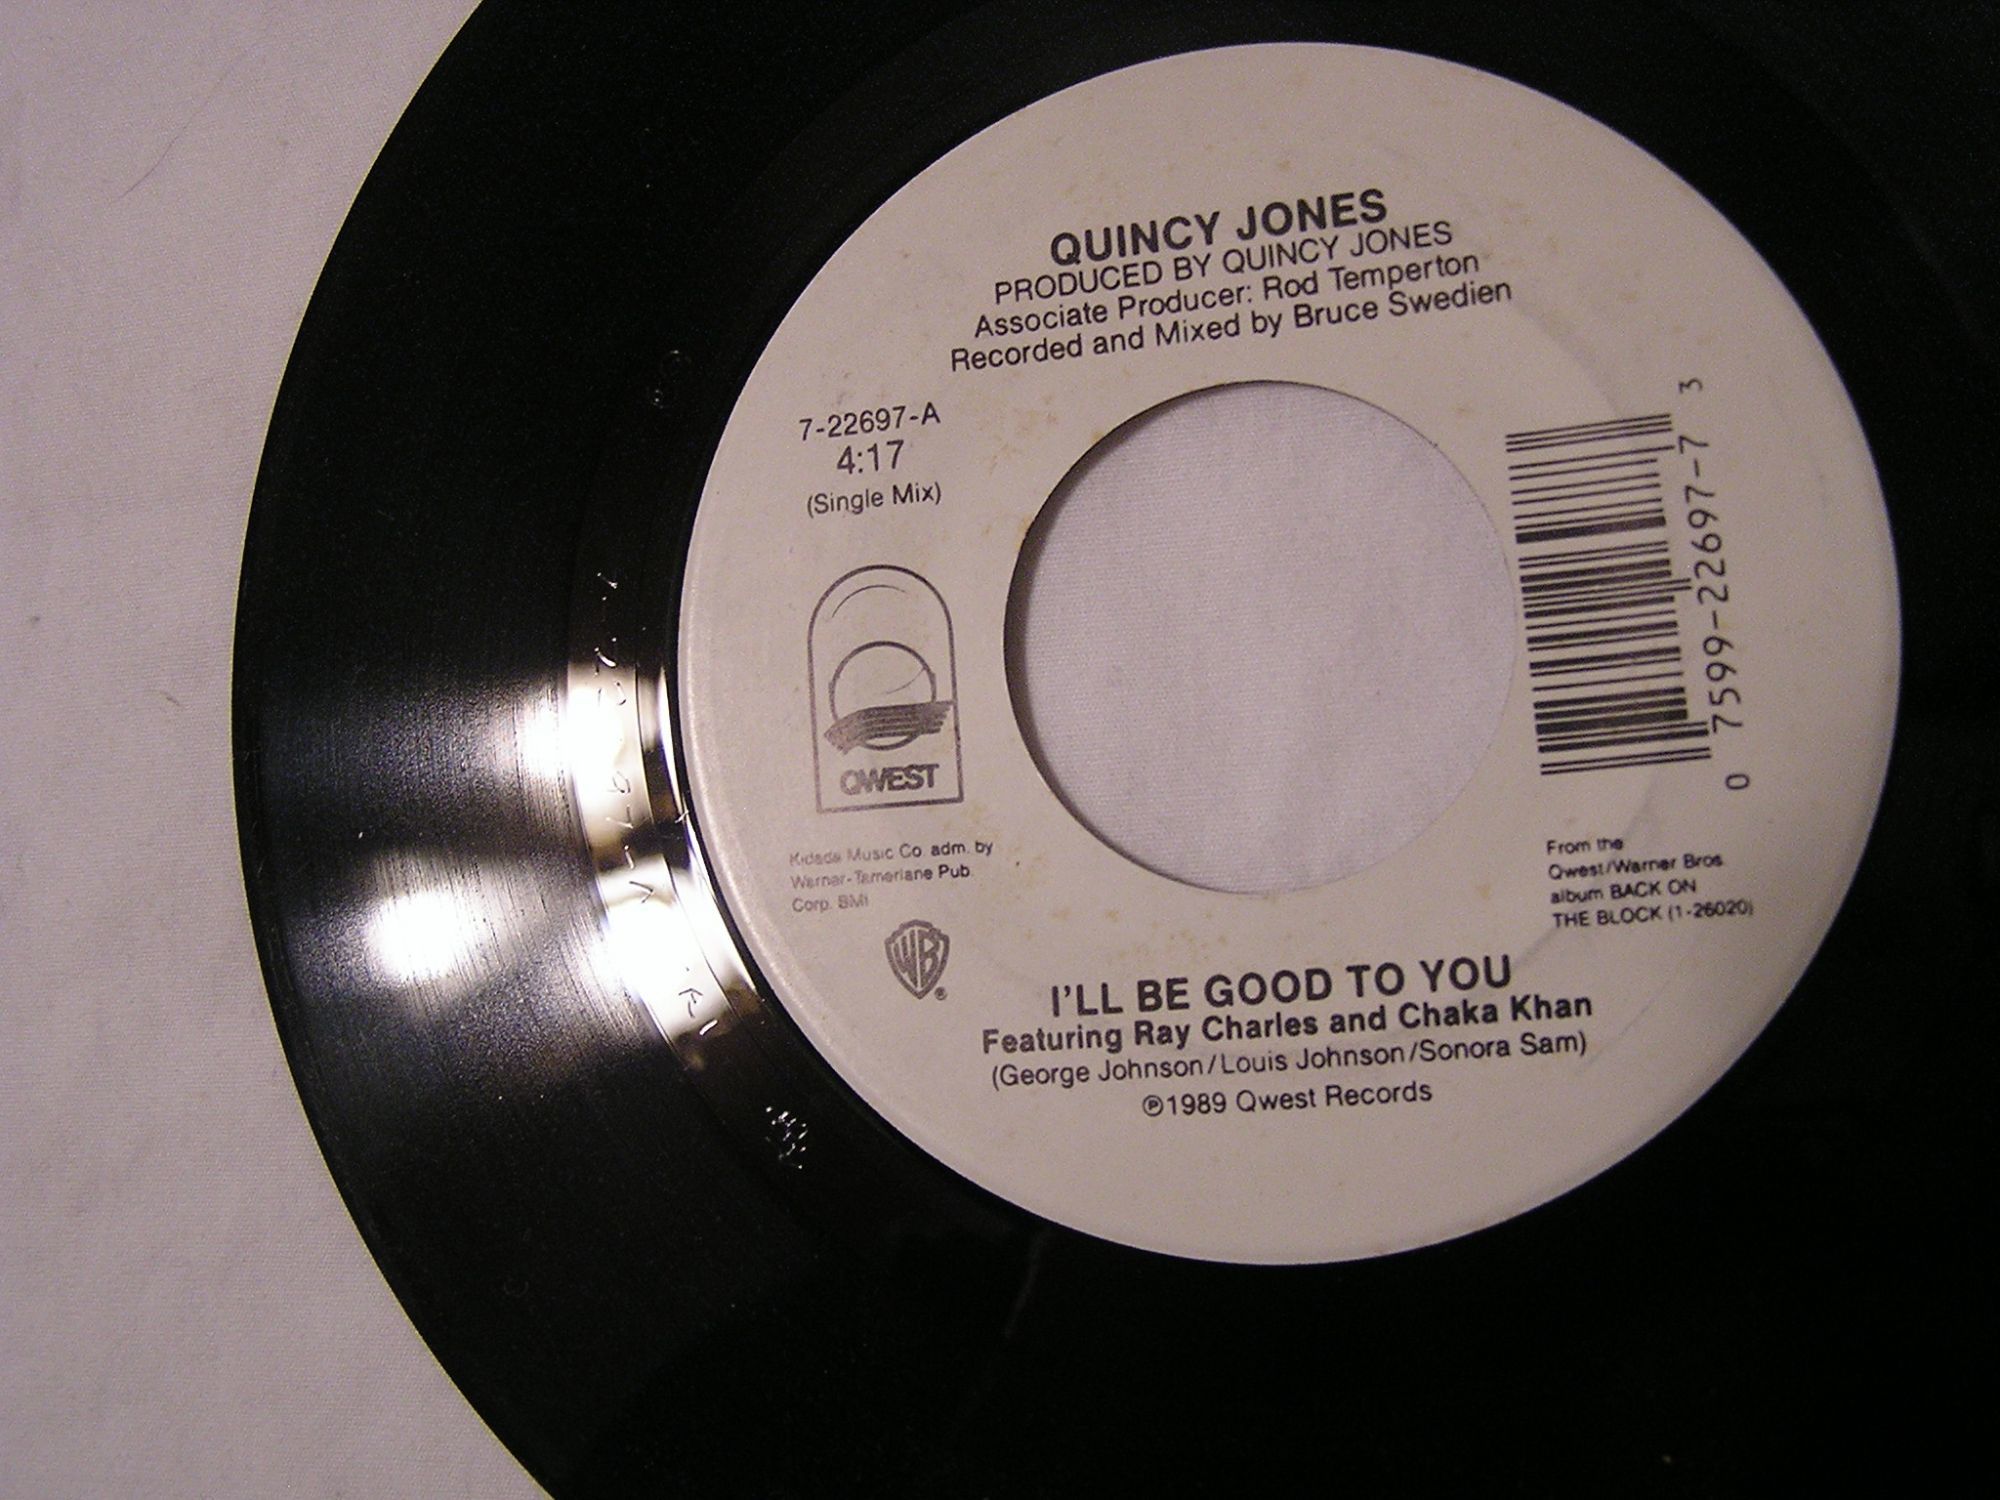 QUINCY JONES
PRODUCED BY QUINCY JONES
Associate Producer: Rod Temperton
Recorded and Mixed by Bruce Swedien
7-22697-A
4:17
(Single Mix)
QWEST
Kidada Music Co. adm. by
Warner-Tamerlane Pub.
Corp. BMI
WB
®
0 7599-22697-7 3
From the
Qwest/Warner Bros.
album BACK ON
THE BLOCK (1-26020)
I'LL BE GOOD TO YOU
Featuring Ray Charles and Chaka Khan
(George Johnson/Louis Johnson/Sonora Sam)
℗1989 Qwest Records